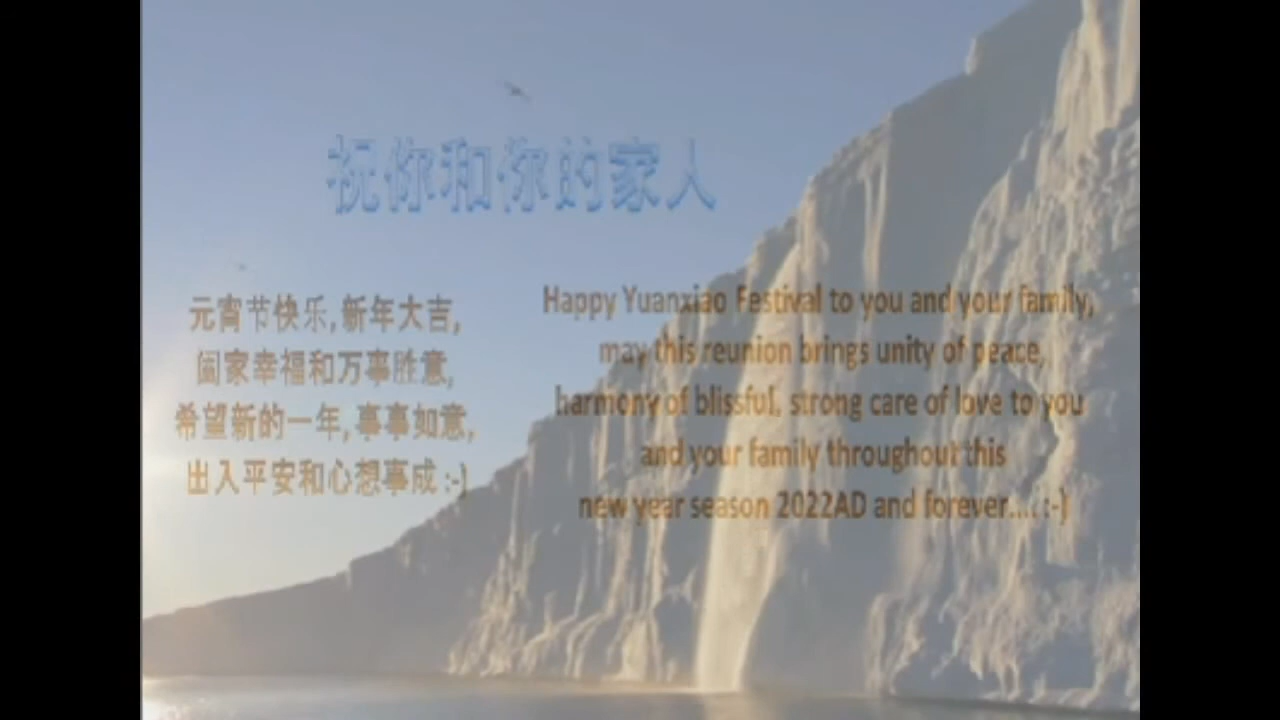 祝你和你的家人
元宵节快乐, 新年大吉,
阖家幸福和万事胜意,
希望新的一年, 事事如意,
出入平安和心想事成 :-)
Happy Yuanxiao Festival to you and your family,
may this reunion brings unity of peace,
harmony of blissful, strong care of love to you
and your family throughout this
new year season 2022AD and forever.... :-)